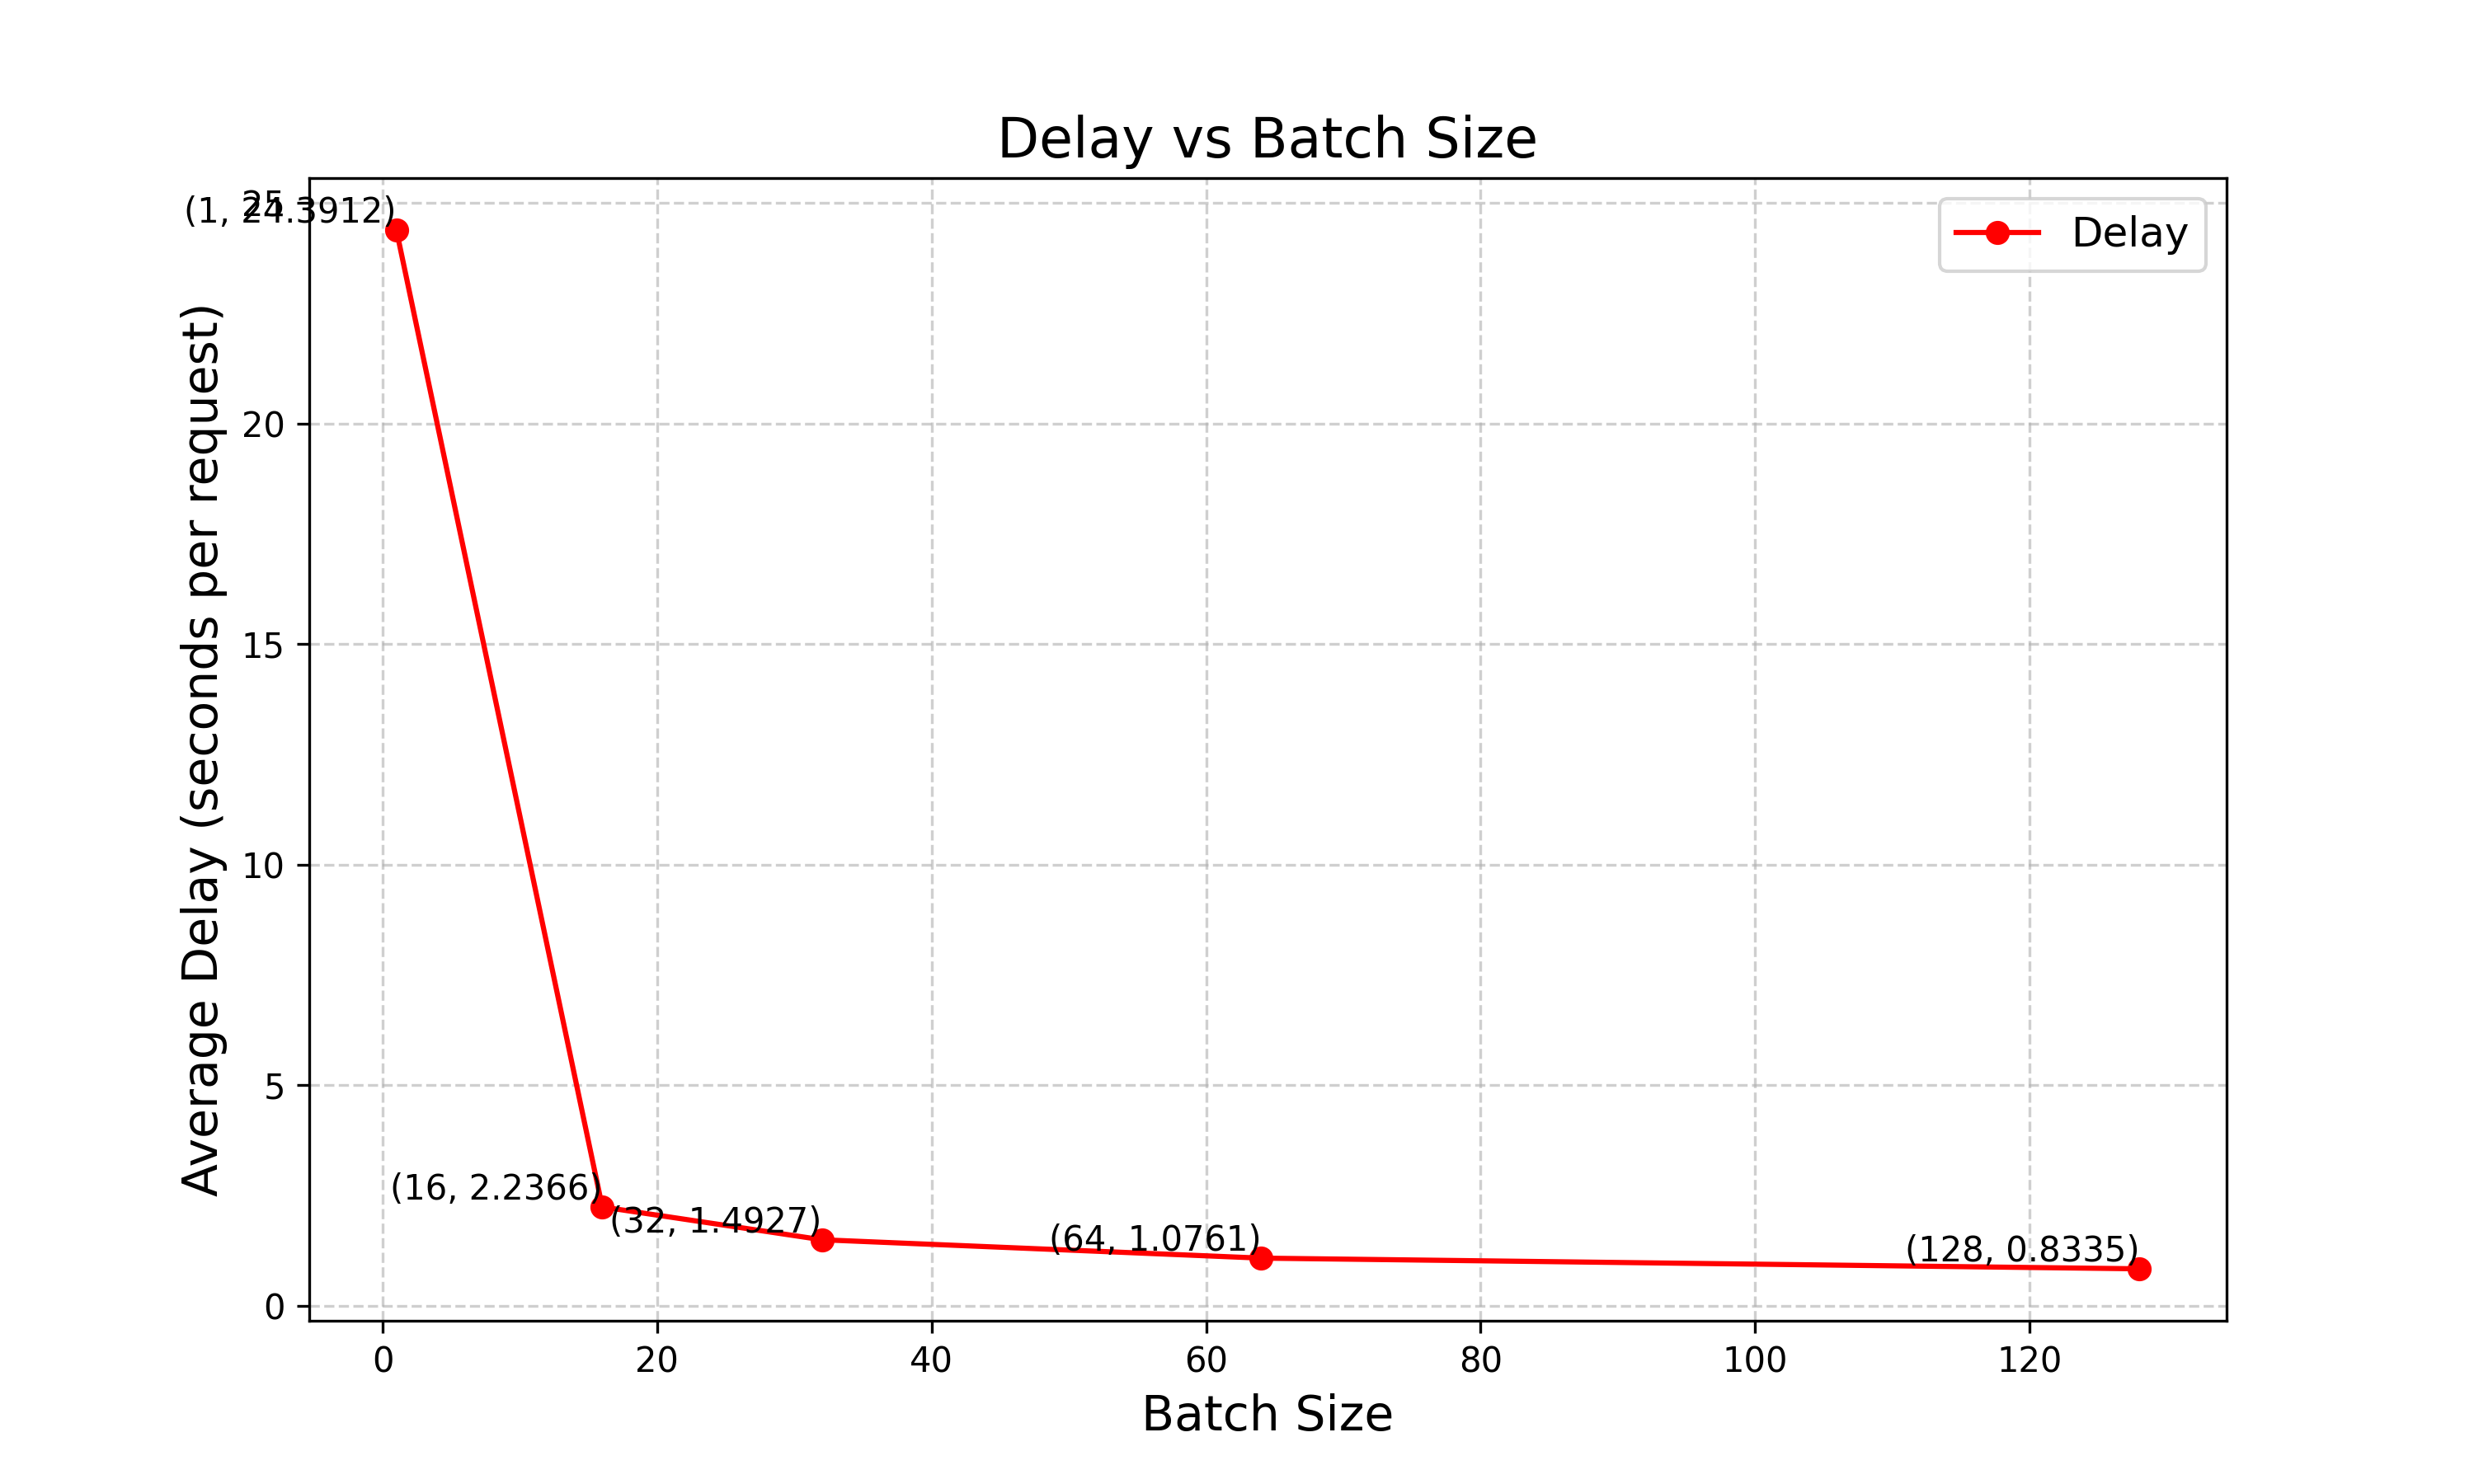 Delay vs Batch Size
Delay
Average Delay (seconds per request)
25
20
15
10
5
0
(1, 24.3912)
(16, 2.2366)
(32, 1.4927)
(64, 1.0761)
(128, 0.8335)
0 20 40 60 80 100 120
Batch Size